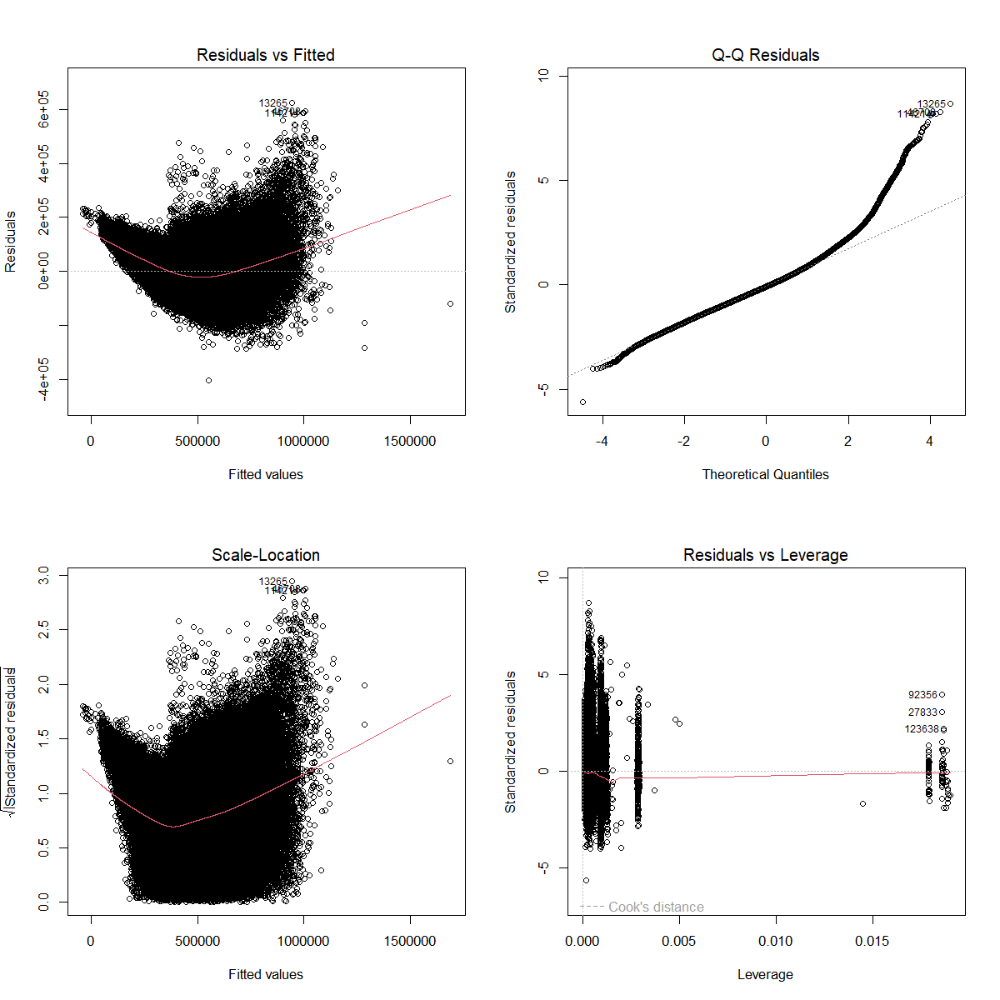 Residuals vs Fitted
Residuals
-4e+05 0e+00 2e+05 4e+05 6e+05
13265
0 500000 1000000 1500000
Fitted values
Q-Q Residuals
Standardized residuals
-5 0 5 10
13265
-4 -2 0 2 4
Theoretical Quantiles
Scale-Location
√|Standardized residuals
0.0 0.5 1.0 1.5 2.0 2.5 3.0
13265
0 500000 1000000 1500000
Fitted values
Residuals vs Leverage
Standardized residuals
-5 0 5 10
92356
27833
123638
Cook's distance
0.000 0.005 0.010 0.015
Leverage